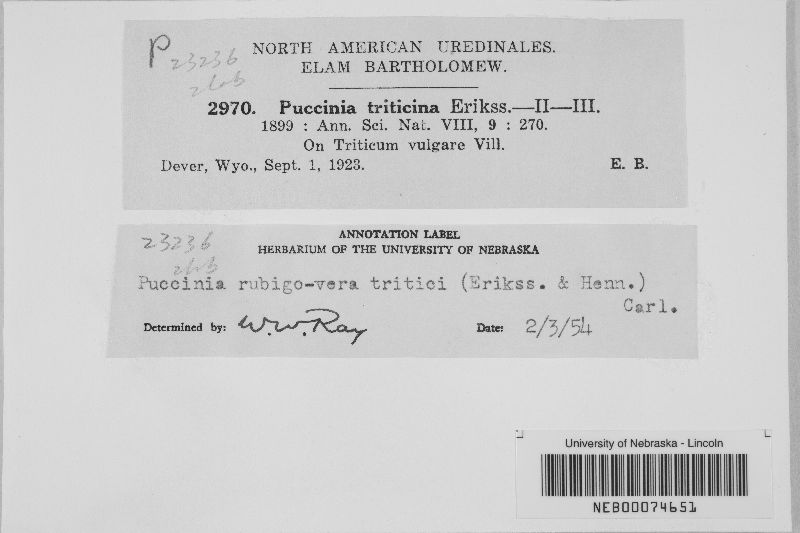 P 23236
NORTH AMERICAN UREDINALES.
ELAM BARTHOLOMEW.
2970. Puccinia triticina Erikss.—II—III.
1899 : Ann. Sci. Nat. VIII, 9 : 270.
On Triticum vulgare Vill.
Dever, Wyo., Sept. 1, 1923. E. B.
23236
ANNOTATION LABEL
HERBARIUM OF THE UNIVERSITY OF NEBRASKA
Puccinia rubigo-vera tritici (Erikss. & Henn.)
Carl.
Determined by: W.W. Ray Date: 2/3/54
University of Nebraska - Lincoln
NEB00074651